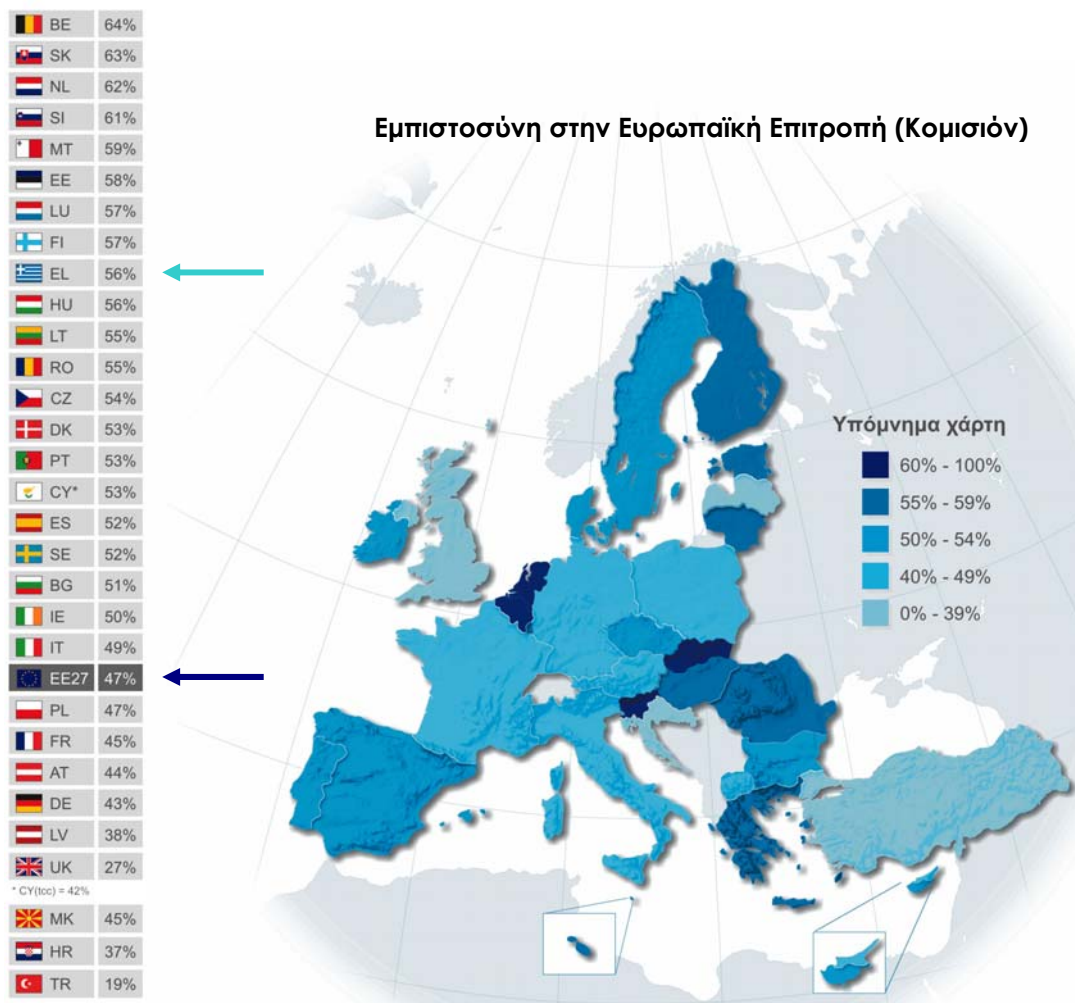 Εμπιστοσύνη στην Ευρωπαϊκή Επιτροπή (Κομισιόν)
BE 64%
SK 63%
NL 62%
SI 61%
MT 59%
EE 58%
LU 57%
FI 57%
EL 56%
HU 56%
LT 55%
RO 55%
CZ 54%
DK 53%
PT 53%
CY* 53%
ES 52%
SE 52%
BG 51%
IE 50%
IT 49%
EE27 47%
PL 47%
FR 45%
AT 44%
DE 43%
LV 38%
UK 27%
* CY(tcc) = 42%
MK 45%
HR 37%
TR 19%
Υπόμνημα χάρτη
60% - 100%
55% - 59%
50% - 54%
40% - 49%
0% - 39%